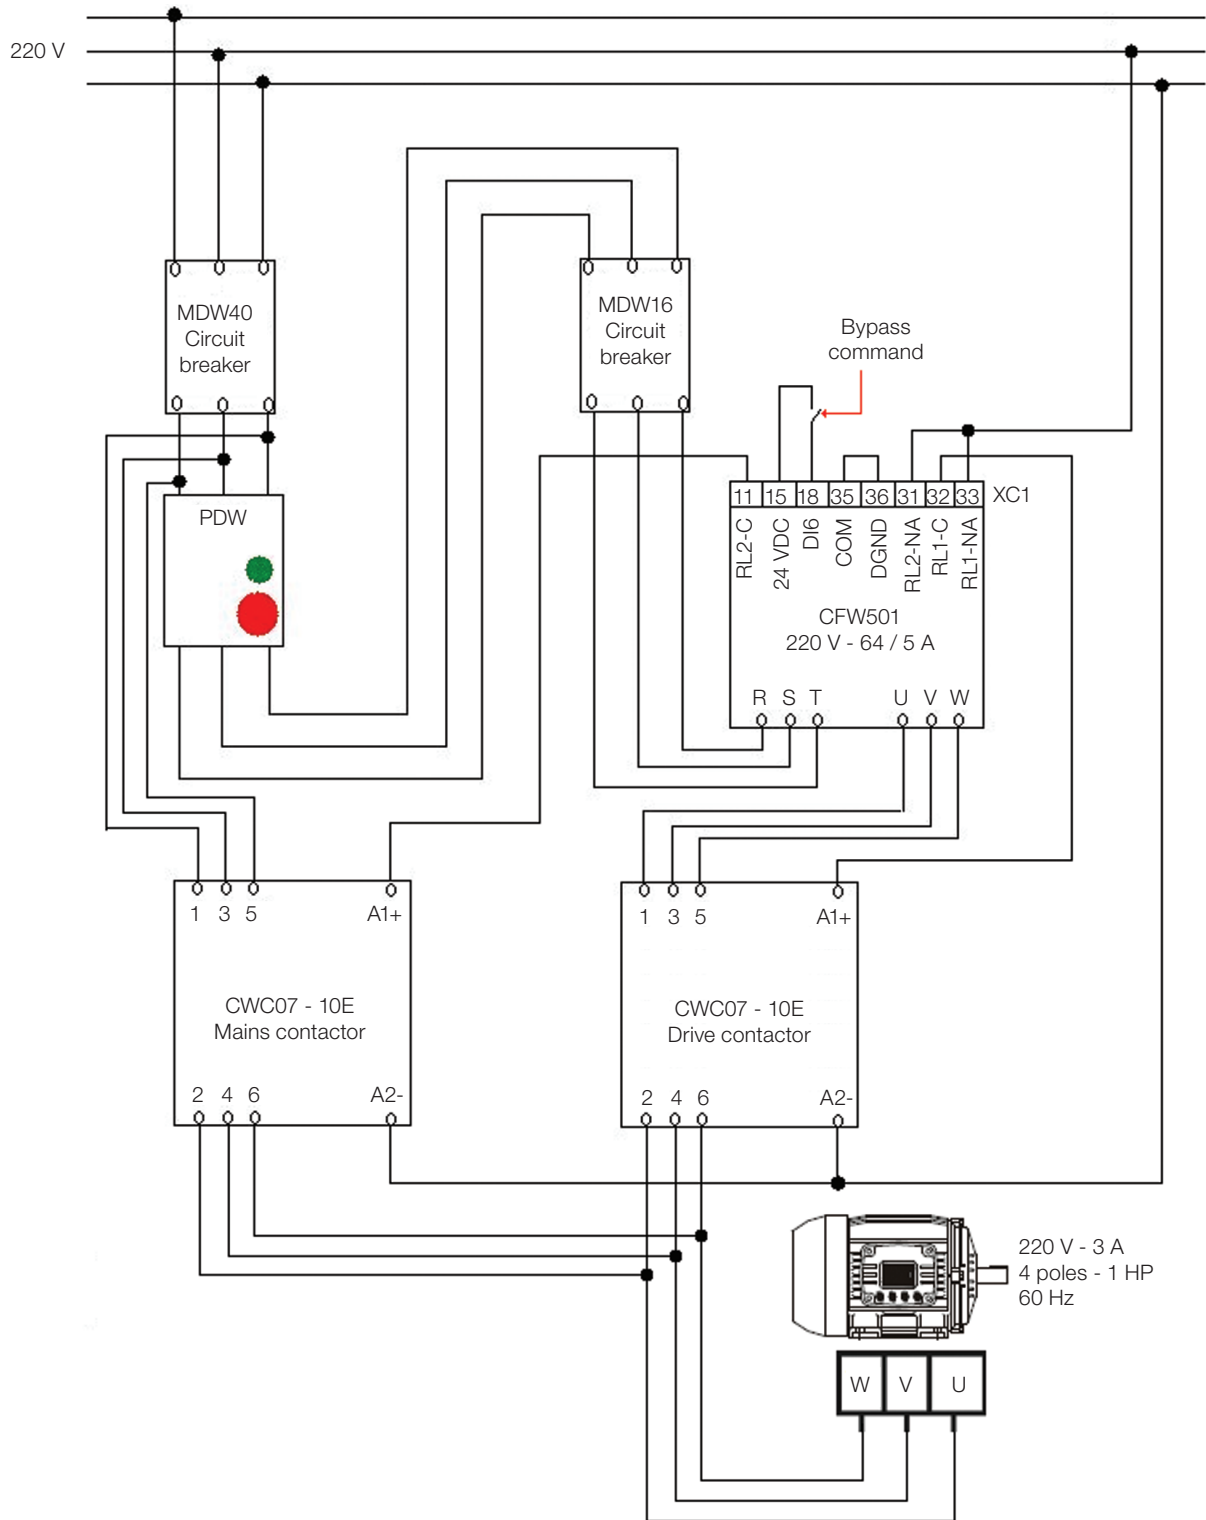 220 V
MDW40
Circuit
breaker
MDW16
Circuit
breaker
Bypass
command
PDW
11 15 18 35 36 31 32 33 XC1
RL2-C
24 VDC
DI6
COM
DGND
RL2-NA
RL1-C
RL1-NA
CFW501
220 V - 64 / 5 A
R S T U V W
1 3 5 A1+
CWC07 - 10E
Mains contactor
2 4 6 A2-
1 3 5 A1+
CWC07 - 10E
Drive contactor
2 4 6 A2-
220 V - 3 A
4 poles - 1 HP
60 Hz
W V U